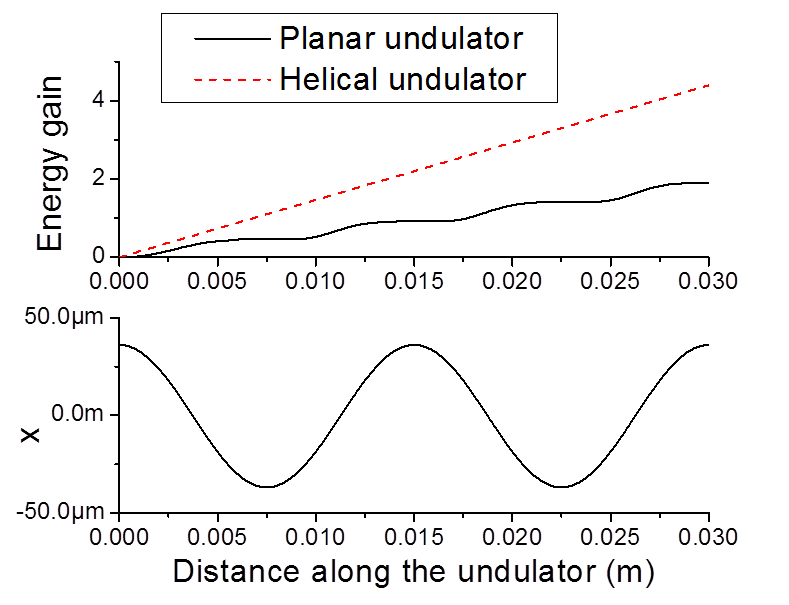 Planar undulator
Helical undulator
Energy gain
4
2
0
0.000 0.005 0.010 0.015 0.020 0.025 0.030
50.0µm
0.0m
-50.0µm
x
0.000 0.005 0.010 0.015 0.020 0.025 0.030
Distance along the undulator (m)